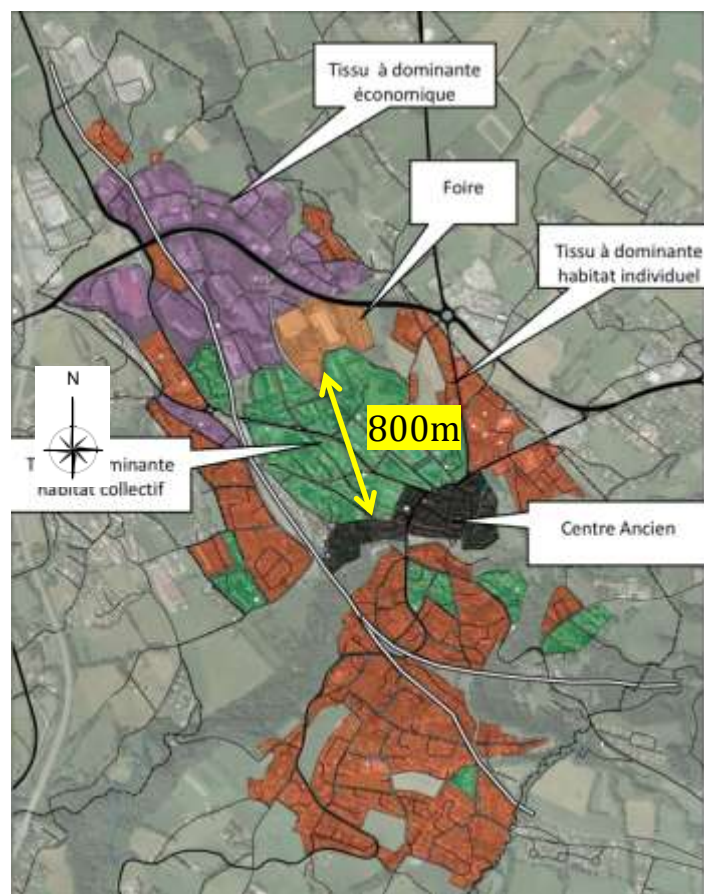 Tissu à dominante
économique
Foire
Tissu à dominante
habitat individuel
N
800m
dominante
habitat collectif
Centre Ancien